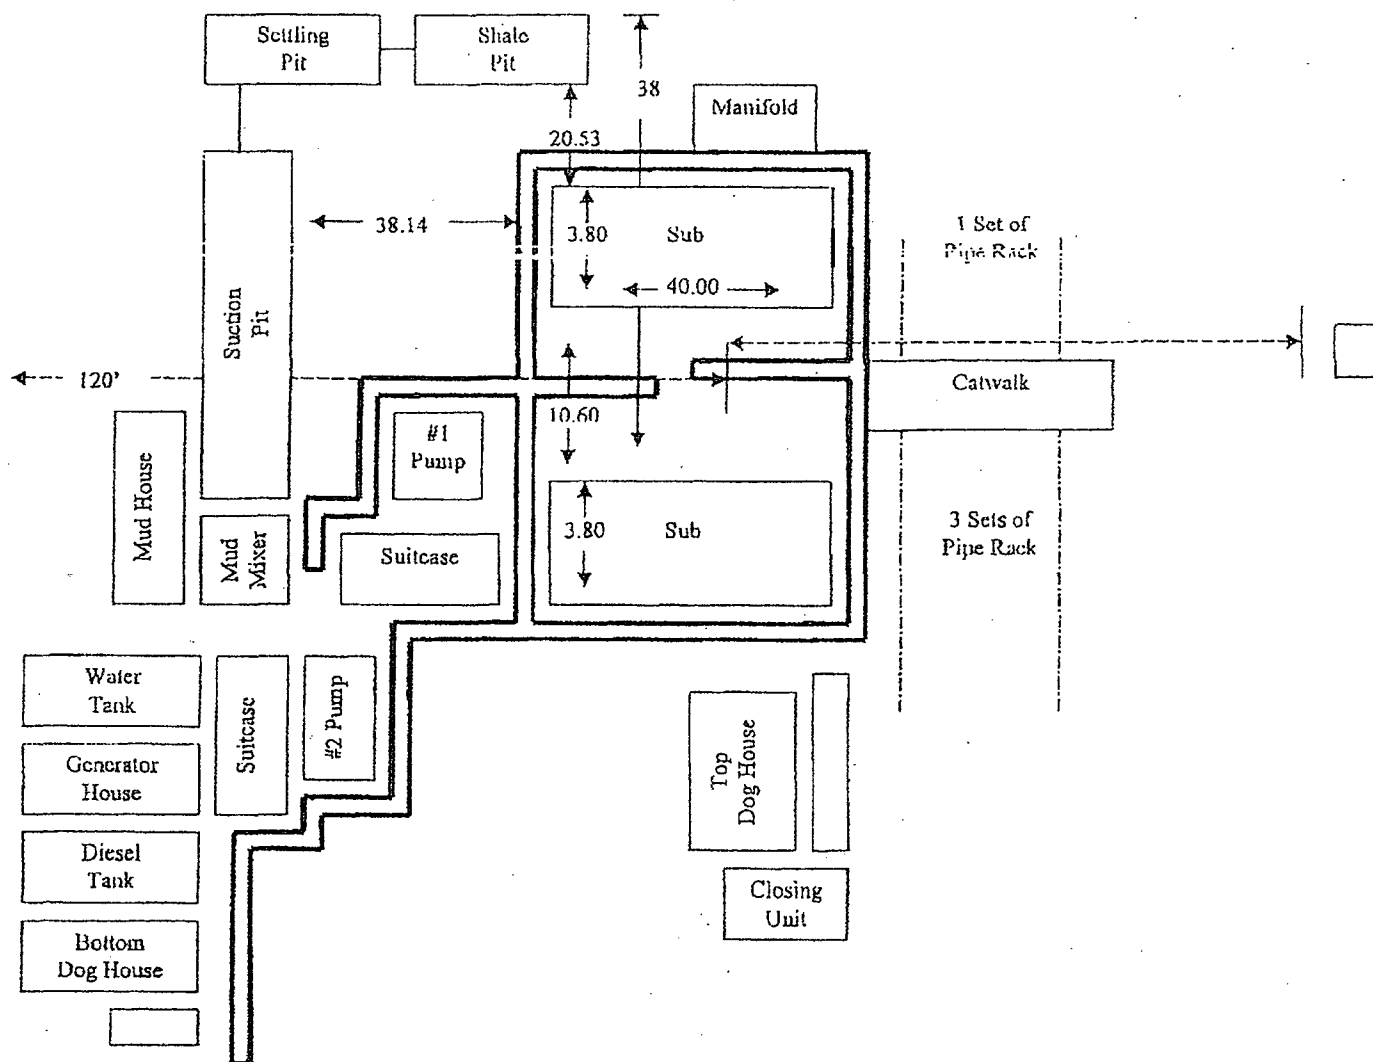 Settling
Pit
Shale
Pit
38
Manifold
20.53
38.14
3.80
Sub
40.00
1 Set of
Pipe Rack
Suction
Pit
120'
Catwalk
10.60
#1
Pump
Mud House
Mud
Mixer
Suitcase
3.80
Sub
3 Sets of
Pipe Rack
Water
Tank
Suitcase
#2 Pump
Generator
House
Top
Dog House
Diesel
Tank
Closing
Unit
Bottom
Dog House